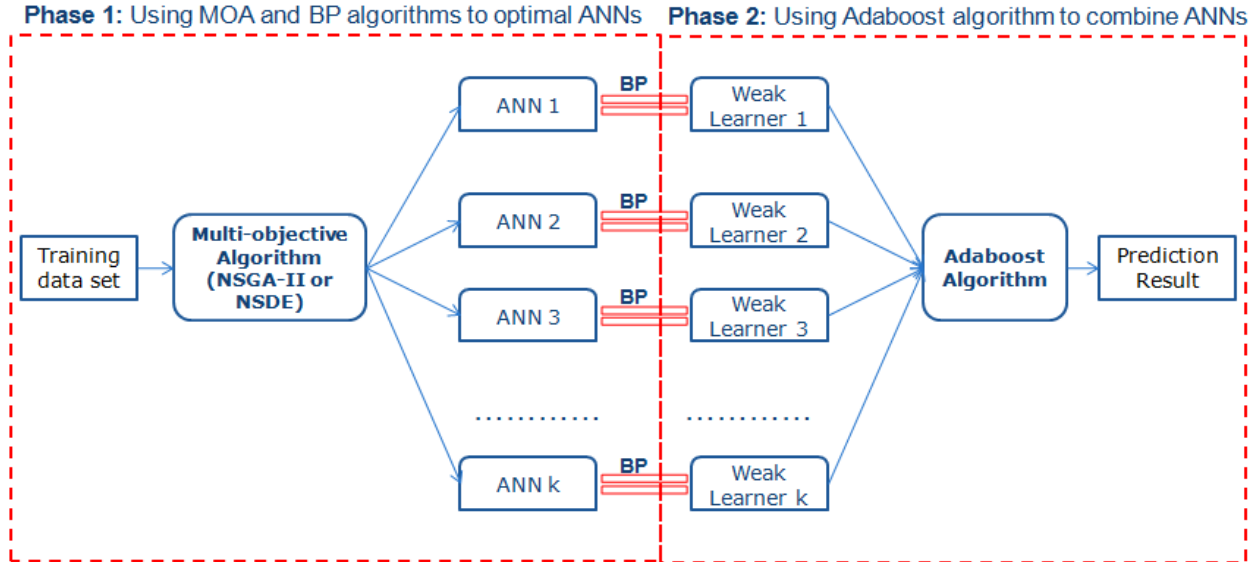 Phase 1: Using MOA and BP algorithms to optimal ANNs
Phase 2: Using Adaboost algorithm to combine ANNs
Training
data set
Multi-objective
Algorithm
(NSGA-II or
NSDE)
ANN 1
BP
Weak
Learner 1
ANN 2
BP
Weak
Learner 2
ANN 3
BP
Weak
Learner 3
............
............
ANN k
BP
Weak
Learner k
Adaboost
Algorithm
Prediction
Result